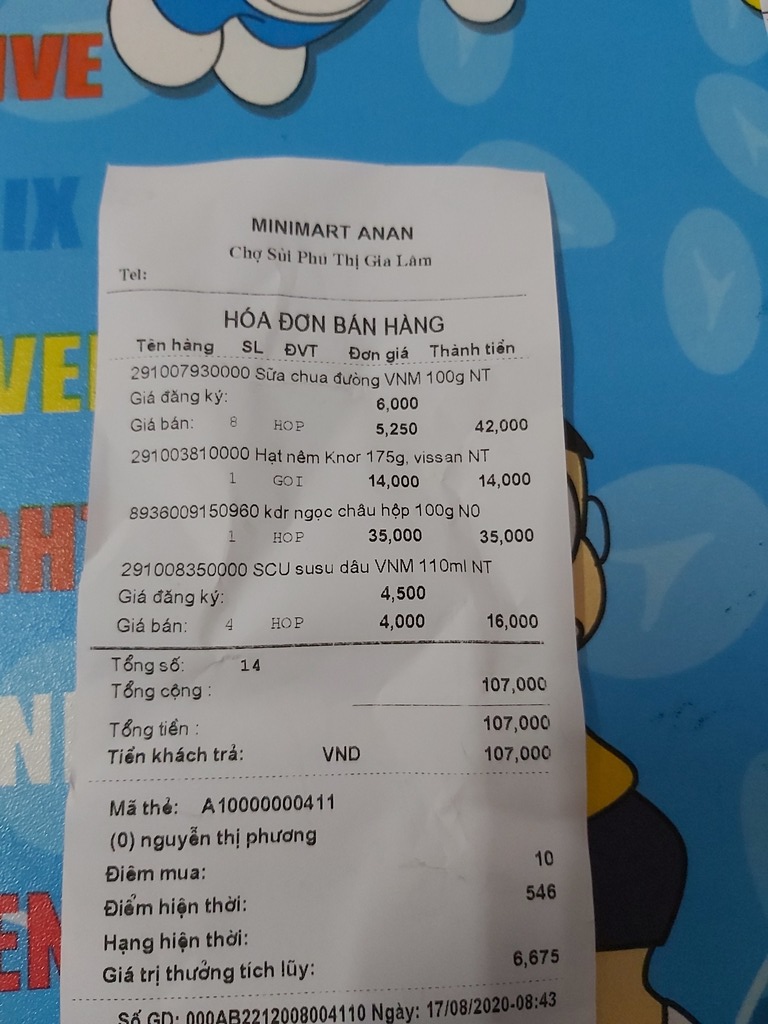 IVE
IX
MINIMART ANAN
Chợ Sủi Phú Thị Gia Lâm
Tel:
HÓA ĐƠN BÁN HÀNG
Tên hàng SL ĐVT Đơn giá Thành tiền
291007930000 Sữa chua đường VNM 100g NT
Giá đăng ký: 6,000
Giá bán: 8 HOP 5,250 42,000
291003810000 Hạt nêm Knor 175g, vissan NT
1 GOI 14,000 14,000
8936009150960 kdr ngọc châu hộp 100g N0
1 HOP 35,000 35,000
291008350000 SCU susu dâu VNM 110ml NT
Giá đăng ký: 4,500
Giá bán: 4 HOP 4,000 16,000
Tổng số: 14
Tổng cộng : 107,000
Tổng tiền : 107,000
Tiền khách trả: VND 107,000
Mã thẻ: A10000000411
(0) nguyễn thị phương
Điểm mua: 10
Điểm hiện thời: 546
Hạng hiện thời:
Giá trị thưởng tích lũy: 6,675
Số GD: 000AB2212008004110 Ngày: 17/08/2020-08:43